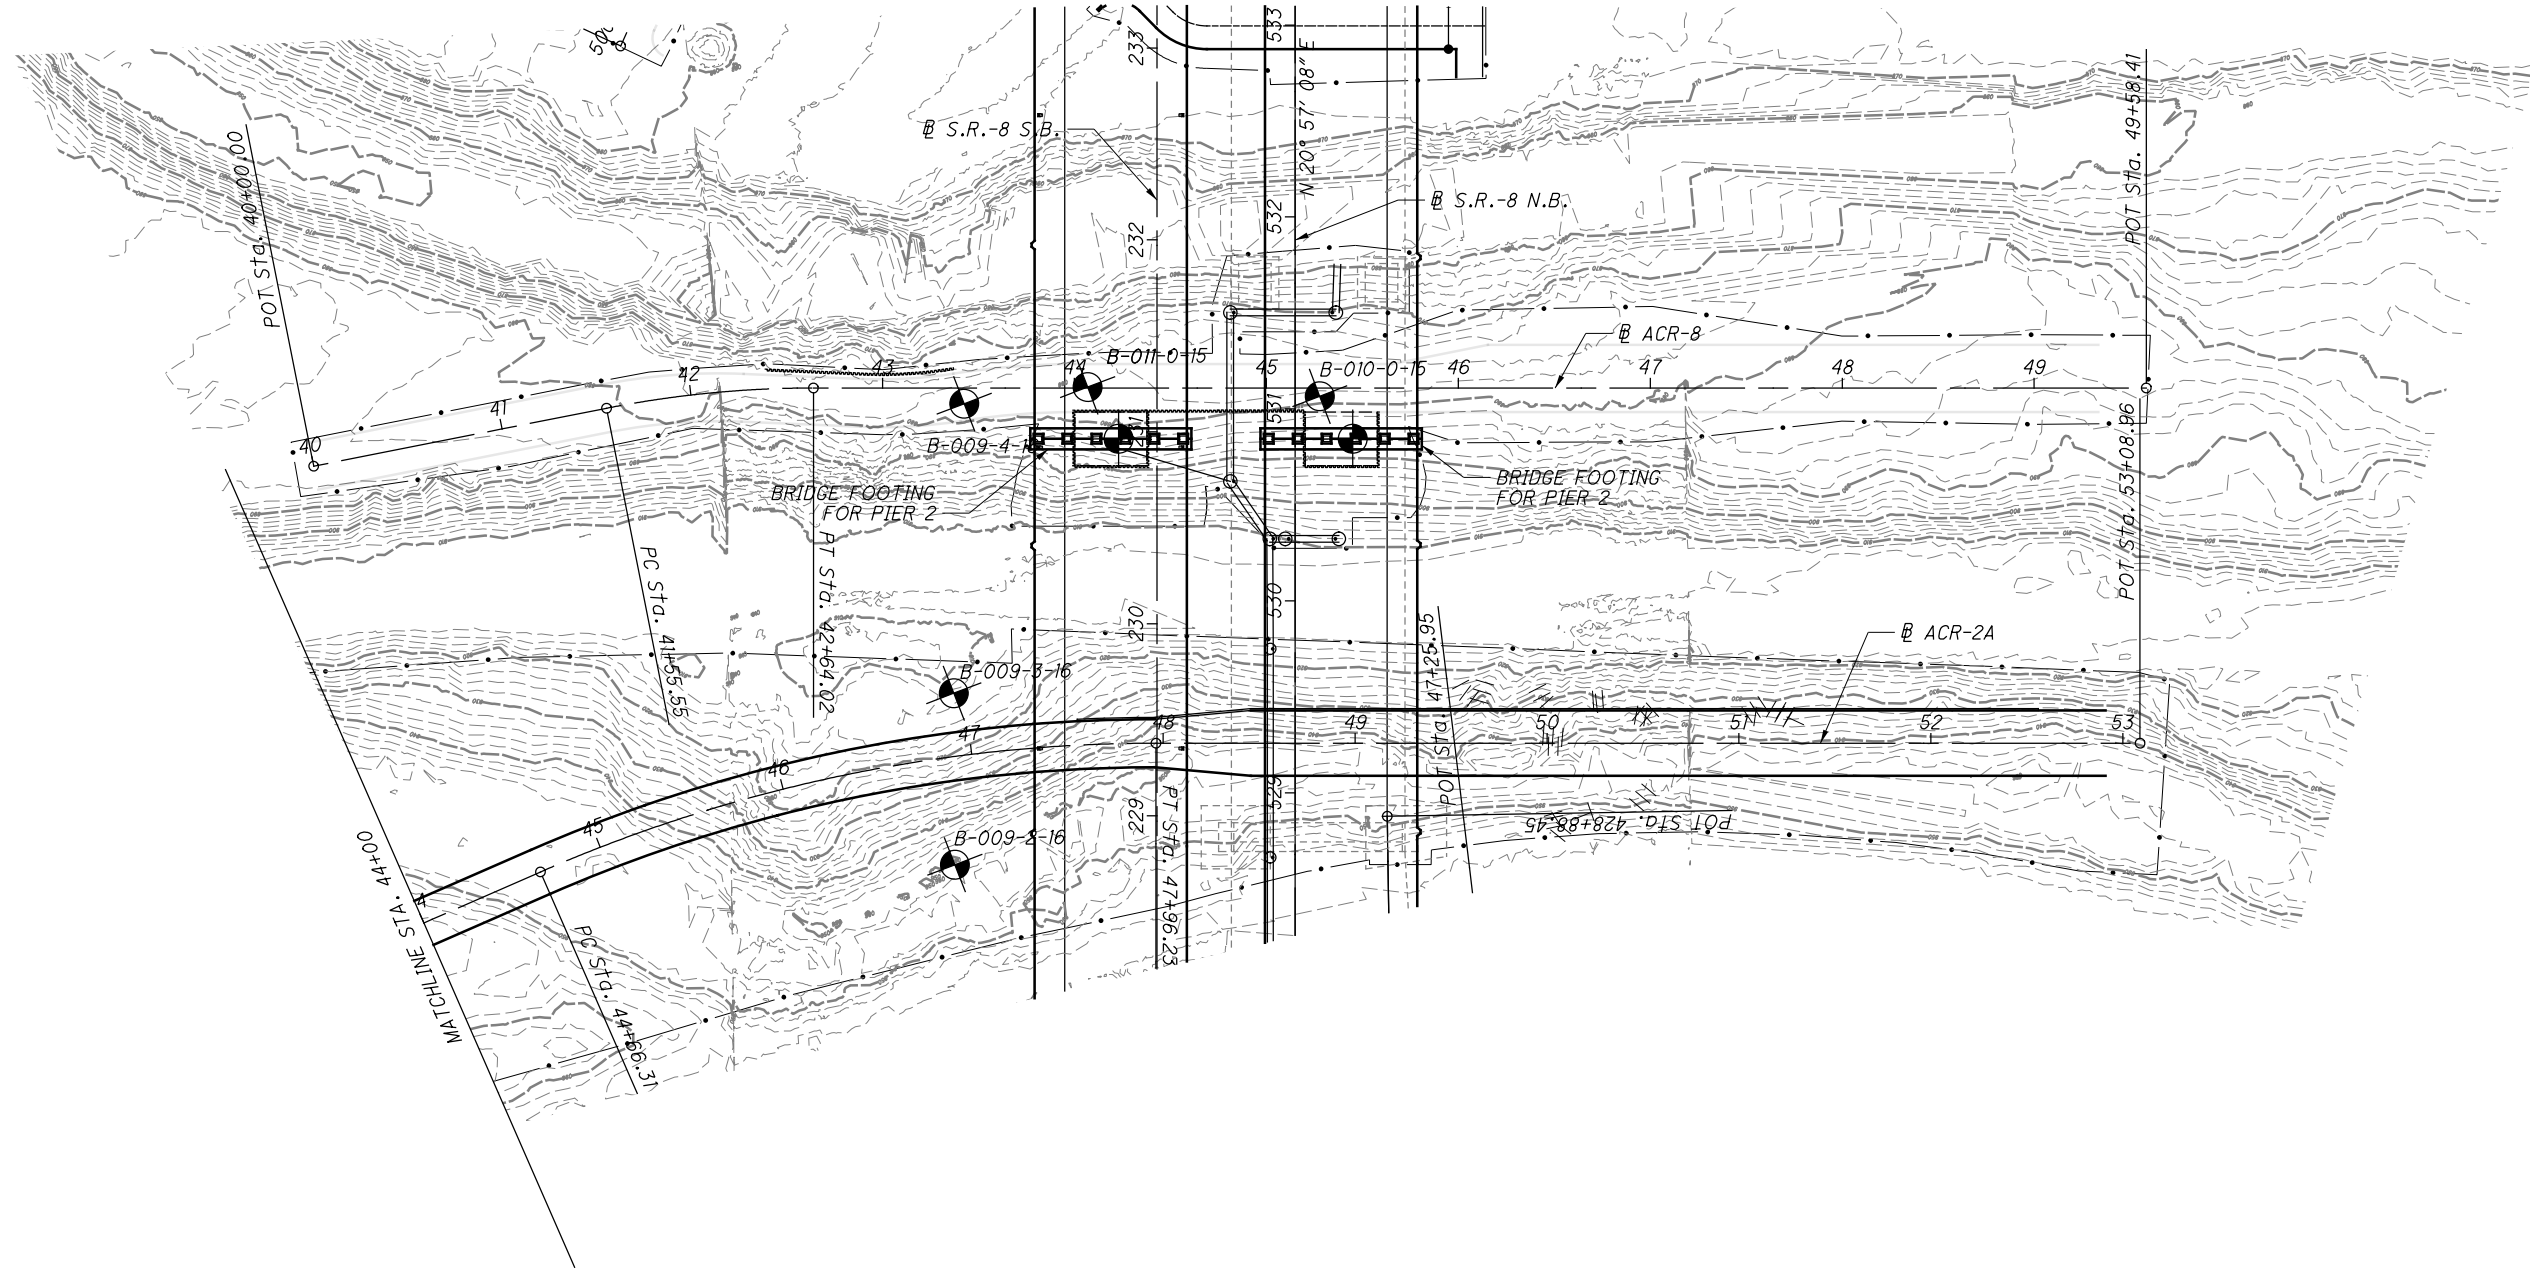 POT Sta. 40+00.00
233
533
N 20° 57' 08" E
POT Sta. 49+58.41
℄ S.R.-8 S.B.
℄ S.R.-8 N.B.
232
532
℄ ACR-8
B-011-0-15
B-010-0-15
40
41
42
43
44
45
46
47
48
49
231
531
B-009-4-1
BRIDGE FOOTING
FOR PIER 2
BRIDGE FOOTING
FOR PIER 2
PC Sta. 41+55.55
PT Sta. 42+64.02
POT Sta. 53+08.96
230
530
℄ ACR-2A
B-009-3-16
POT Sta. 47+25.95
45
46
47
48
49
50
51
52
53
229
529
POT Sta. 428+88.45
B-009-2-16
PT Sta. 47+96.23
MATCHLINE STA. 44+00
PC Sta. 44+66.31